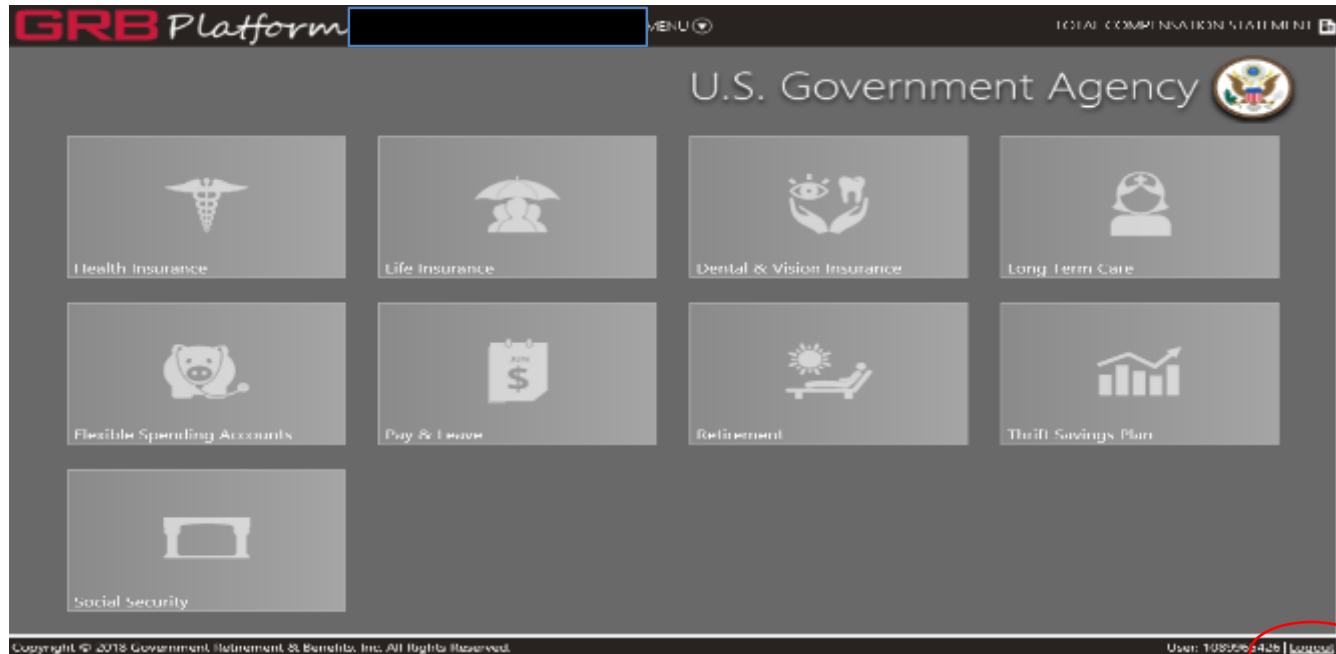 GRB Platform MENU TOTAL COMPENSATION STATEMENT
U.S. Government Agency
Health Insurance
Life Insurance
Dental & Vision Insurance
Long Term Care
JUN
$
Flexible Spending Accounts
Pay & Leave
Retirement
Thrift Savings Plan
Social Security
Copyright © 2018 Government Retirement & Benefits, Inc. All Rights Reserved.
User: | Logout